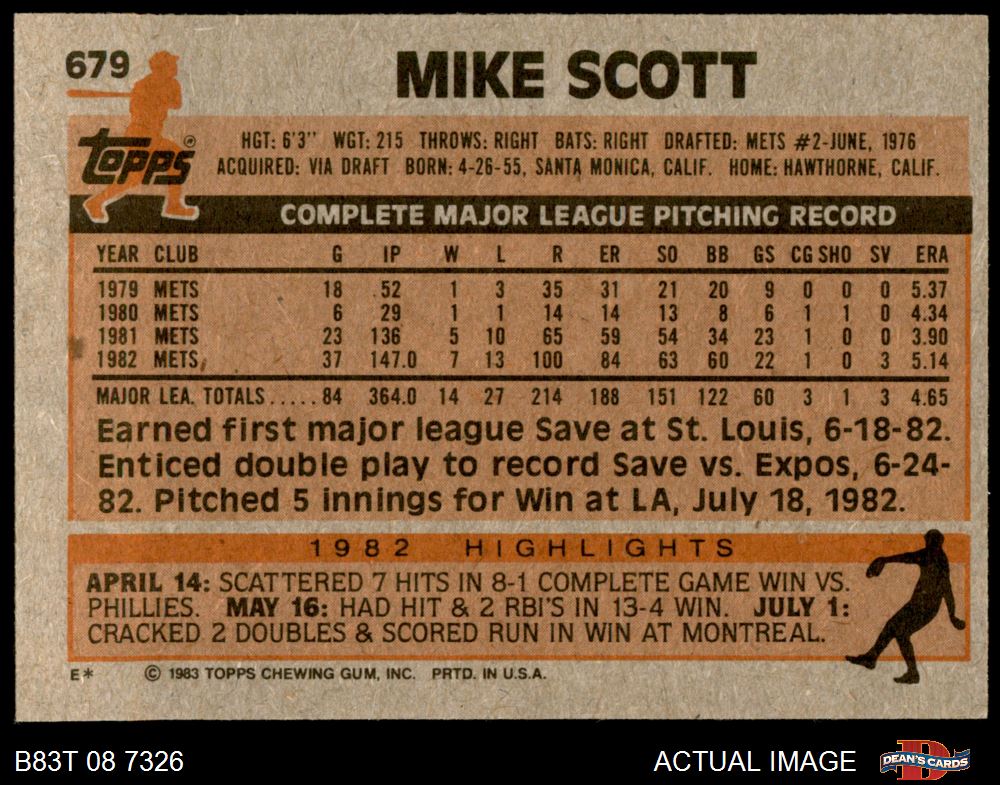 679
MIKE SCOTT
Topps®
HGT: 6'3" WGT: 215 THROWS: RIGHT BATS: RIGHT DRAFTED: METS #2-JUNE, 1976
ACQUIRED: VIA DRAFT BORN: 4-26-55, SANTA MONICA, CALIF. HOME: HAWTHORNE, CALIF.
COMPLETE MAJOR LEAGUE PITCHING RECORD
YEAR CLUB G IP W L R ER SO BB GS CG SHO SV ERA
1979 METS 18 52 1 3 35 31 21 20 9 0 0 0 5.37
1980 METS 6 29 1 1 14 14 13 8 6 1 1 0 4.34
1981 METS 23 136 5 10 65 59 54 34 23 1 0 0 3.90
1982 METS 37 147.0 7 13 100 84 63 60 22 1 0 3 5.14
MAJOR LEA. TOTALS.....84 364.0 14 27 214 188 151 122 60 3 1 3 4.65
Earned first major league Save at St. Louis, 6-18-82.
Enticed double play to record Save vs. Expos, 6-24-
82. Pitched 5 innings for Win at LA, July 18, 1982.
1982 HIGHLIGHTS
APRIL 14: SCATTERED 7 HITS IN 8-1 COMPLETE GAME WIN VS.
PHILLIES. MAY 16: HAD HIT & 2 RBI'S IN 13-4 WIN. JULY 1:
CRACKED 2 DOUBLES & SCORED RUN IN WIN AT MONTREAL.
E* © 1983 TOPPS CHEWING GUM, INC. PRTD. IN U.S.A.
B83T 08 7326 ACTUAL IMAGE D DEAN'S CARDS